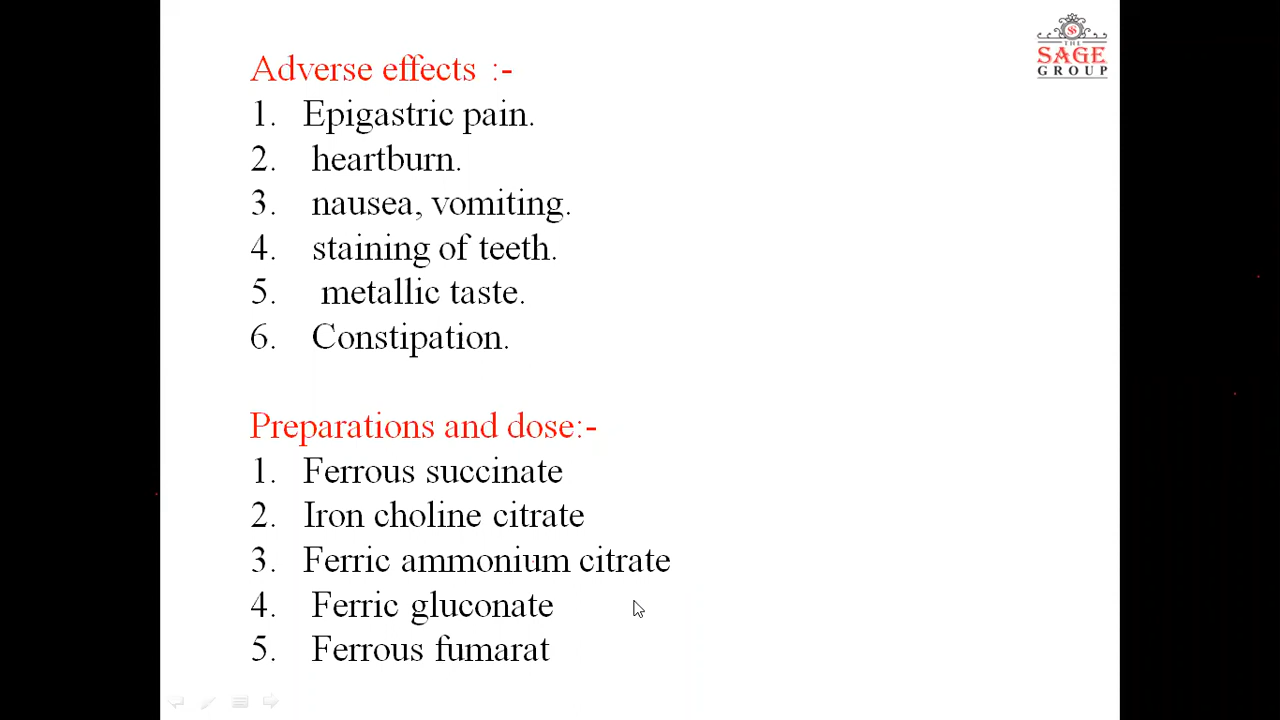 THE
SAGE
GROUP
Adverse effects :-
1. Epigastric pain.
2. heartburn.
3. nausea, vomiting.
4. staining of teeth.
5. metallic taste.
6. Constipation.
Preparations and dose:-
1. Ferrous succinate
2. Iron choline citrate
3. Ferric ammonium citrate
4. Ferric gluconate
5. Ferrous fumarat